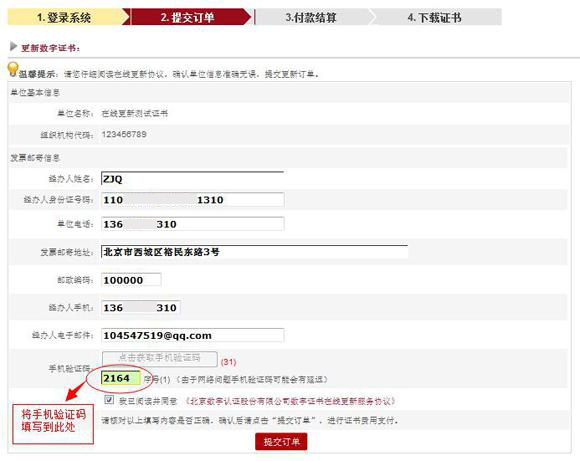 1.登录系统 2.提交订单 3.付款结算 4.下载证书
更新数字证书：
温馨提示：请您仔细阅读在线更新协议，确认单位信息准确无误，提交更新订单。
单位基本信息
单位名称： 在线更新测试证书
组织机构代码： 123456789
发票邮寄信息
经办人姓名： ZJQ
经办人身份证号码： 110 1310
单位电话： 136 310
发票邮寄地址： 北京市西城区裕民东路3号
邮政编码： 100000
经办人手机： 136 310
经办人电子邮件： 104547519@qq.com
手机验证码： 点击获取手机验证码 (31)
2164 序号(1) （由于网络问题手机验证码可能会有延迟）
将手机验证码
填写到此处
我已阅读并同意 《北京数字认证股份有限公司数字证书在线更新服务协议》
请核对以上填写内容是否正确，确认后请点击“提交订单”，进行证书费用支付。
提交订单